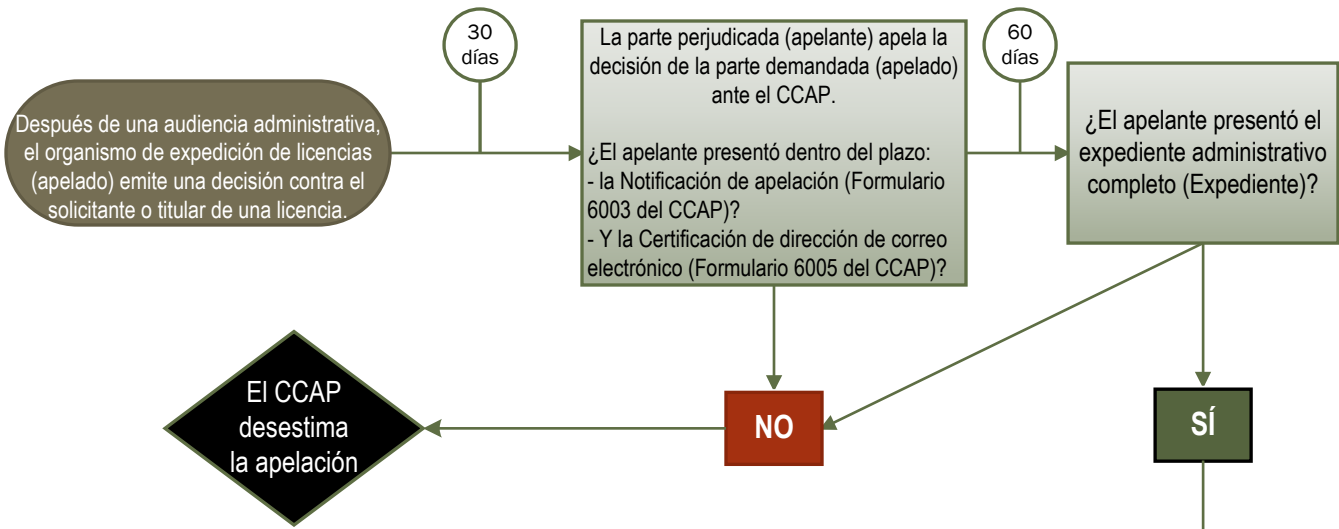 Después de una audiencia administrativa,
el organismo de expedición de licencias
(apelado) emite una decisión contra el
solicitante o titular de una licencia.
30
días
La parte perjudicada (apelante) apela la
decisión de la parte demandada (apelado)
ante el CCAP.
¿El apelante presentó dentro del plazo:
- la Notificación de apelación (Formulario
6003 del CCAP)?
- Y la Certificación de dirección de correo
electrónico (Formulario 6005 del CCAP)?
60
días
¿El apelante presentó el
expediente administrativo
completo (Expediente)?
El CCAP
desestima
la apelación
NO
SÍ